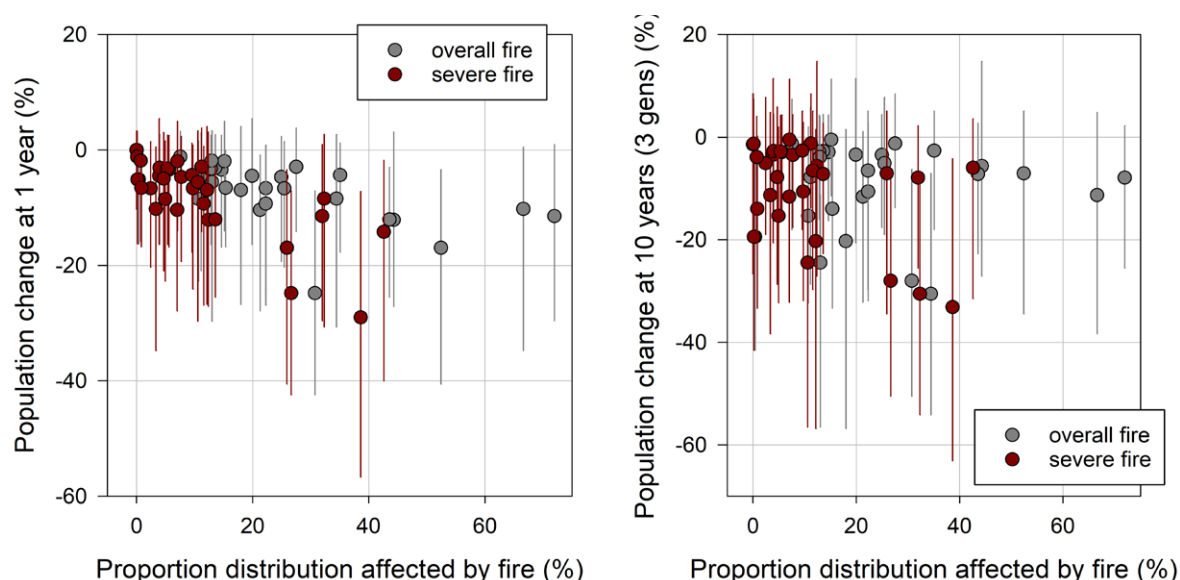 Population change at 1 year (%)
20
0
-20
-40
-60
0
20
40
60
overall fire
severe fire
Proportion distribution affected by fire (%)
Population change at 10 years (3 gens) (%)
20
0
-20
-40
-60
0
20
40
60
overall fire
severe fire
Proportion distribution affected by fire (%)